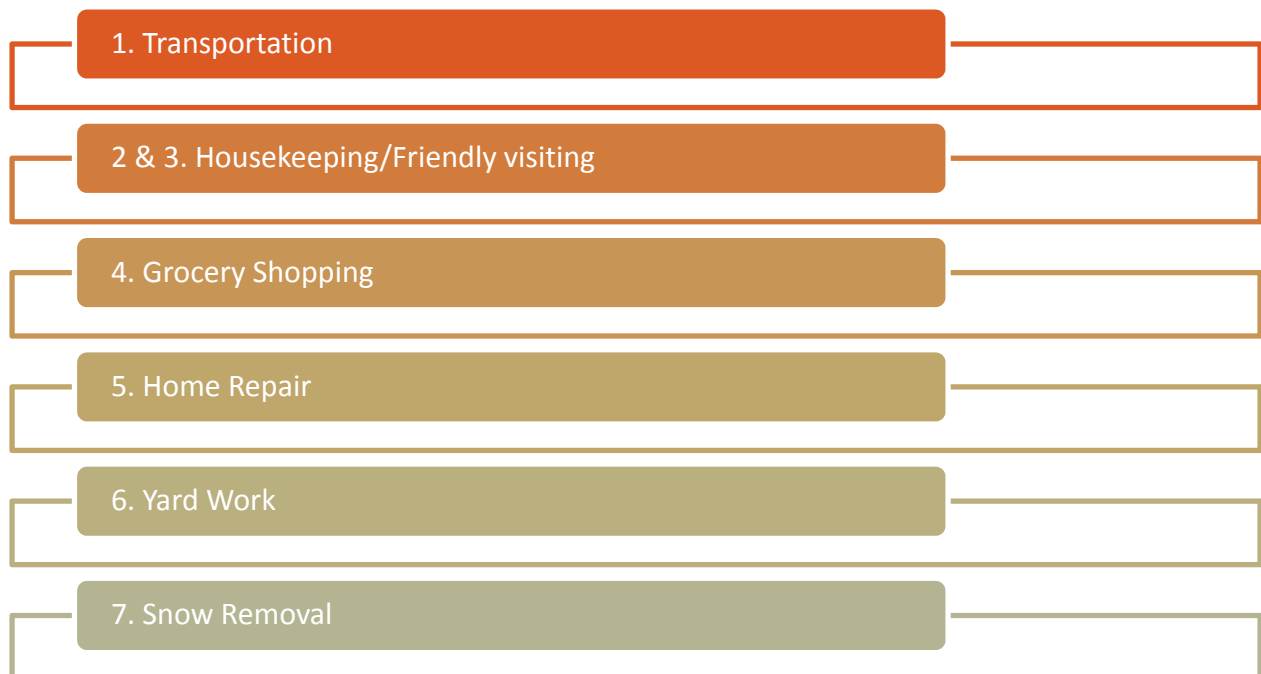 1. Transportation
2 & 3. Housekeeping/Friendly visiting
4. Grocery Shopping
5. Home Repair
6. Yard Work
7. Snow Removal